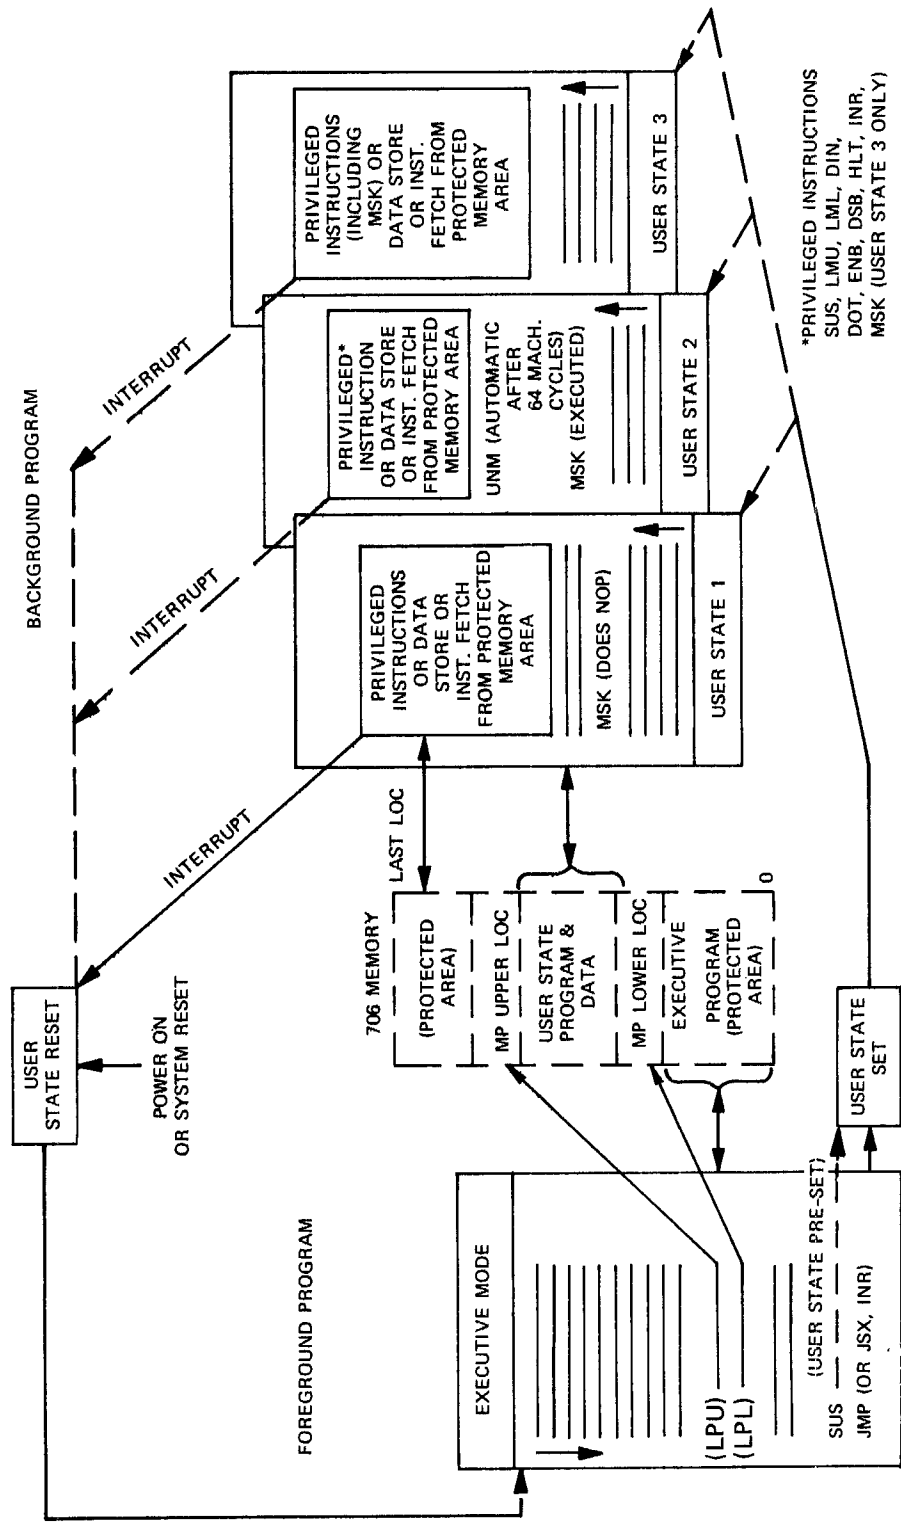 BACKGROUND PROGRAM
FOREGROUND PROGRAM
USER
STATE RESET
POWER ON
OR SYSTEM RESET
INTERRUPT
INTERRUPT
INTERRUPT
EXECUTIVE MODE
(LPU)
(LPL)
(USER STATE PRE-SET)
SUS
JMP (OR JSX, INR)
USER STATE
SET
706 MEMORY
LAST LOC
(PROTECTED
AREA)
MP UPPER LOC
USER STATE
PROGRAM &
DATA
MP LOWER LOC
EXECUTIVE
PROGRAM
(PROTECTED
AREA)
0
PRIVILEGED
INSTRUCTIONS
OR DATA
STORE OR
INST. FETCH
FROM PROTECTED
MEMORY
AREA
MSK (DOES NOP)
USER STATE 1
PRIVILEGED*
INSTRUCTION
OR DATA STORE
OR INST. FETCH
FROM PROTECTED
MEMORY AREA
UNM (AUTOMATIC
AFTER
64 MACH.
CYCLES)
MSK (EXECUTED)
USER STATE 2
PRIVILEGED
INSTRUCTIONS
(INCLUDING
MSK) OR
DATA STORE
OR INST.
FETCH FROM
PROTECTED
MEMORY
AREA
USER STATE 3
*PRIVILEGED INSTRUCTIONS
SUS, LMU, LML, DIN,
DOT, ENB, DSB, HLT, INR,
MSK (USER STATE 3 ONLY)